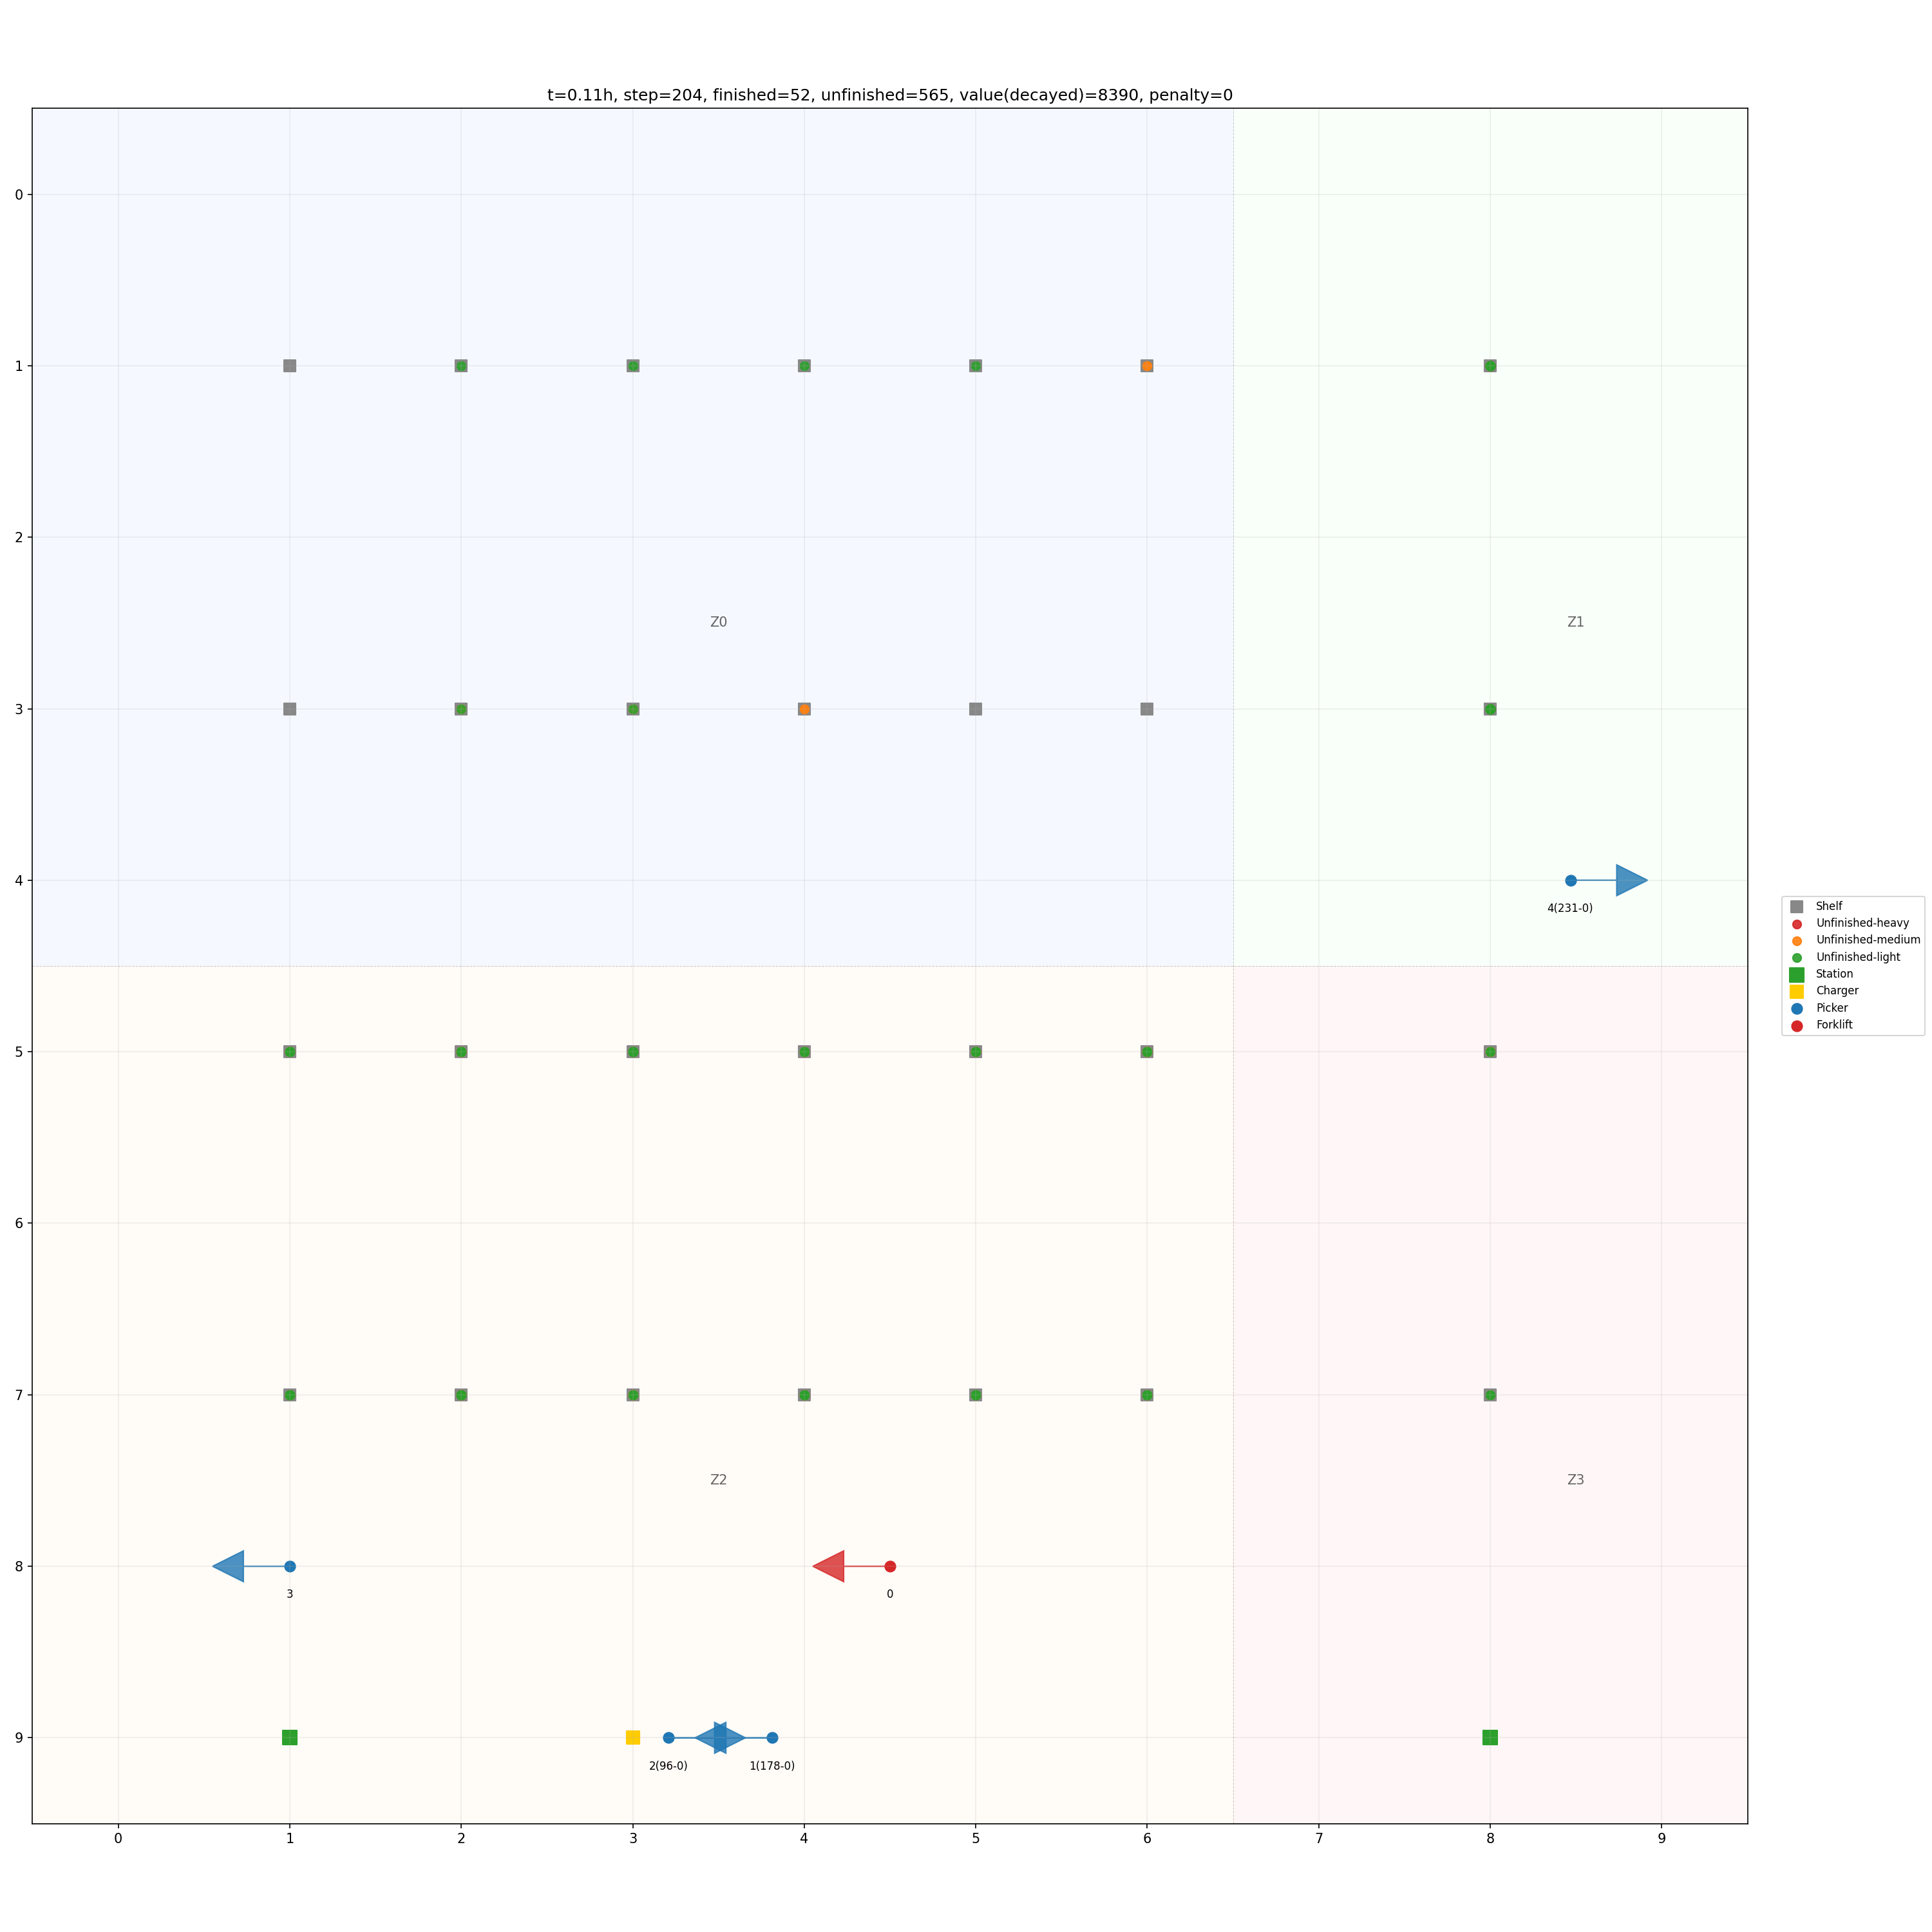 t=0.11h, step=204, finished=52, unfinished=565, value(decayed)=8390, penalty=0
0
1
2
Z0
Z1
3
4
4(231-0)
Shelf
Unfinished-heavy
Unfinished-medium
Unfinished-light
Station
Charger
Picker
Forklift
5
6
7
Z2
Z3
8
3
0
9
2(96-0)
1(178-0)
0
1
2
3
4
5
6
7
8
9